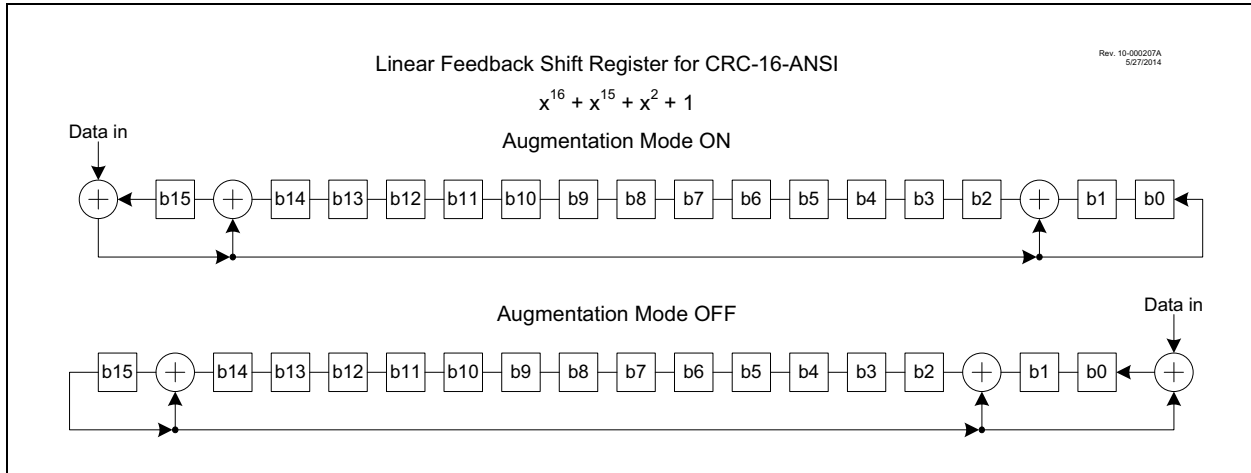 Rev. 10-000207A
5/27/2014
Linear Feedback Shift Register for CRC-16-ANSI
x^16 + x^15 + x^2 + 1
Augmentation Mode ON
Data in
b15 b14 b13 b12 b11 b10 b9 b8 b7 b6 b5 b4 b3 b2 b1 b0
Augmentation Mode OFF
Data in
b15 b14 b13 b12 b11 b10 b9 b8 b7 b6 b5 b4 b3 b2 b1 b0